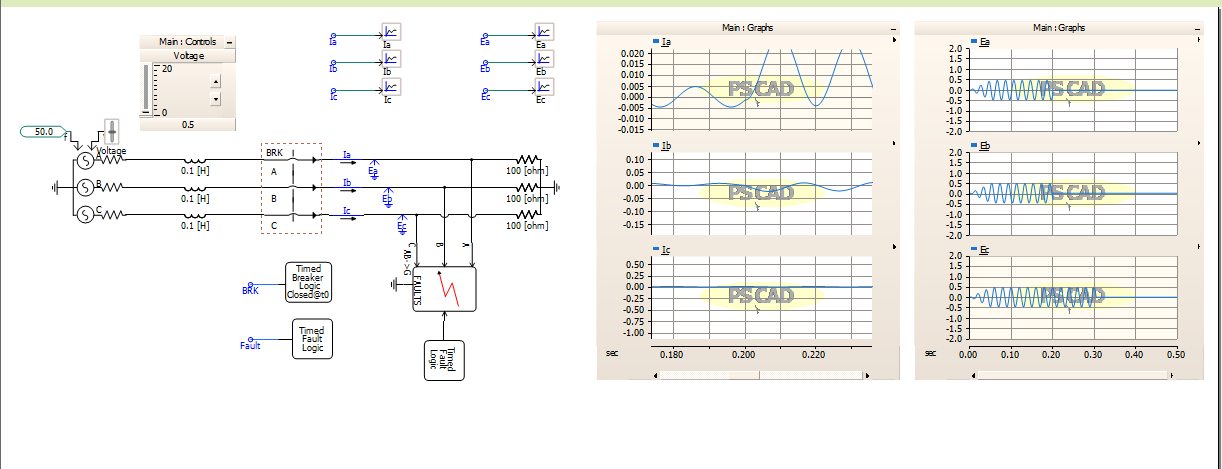 Main : Controls
Voltage
20
0
0.5
50.0
f
Voltage
Ia
Ia
Ib
Ib
Ic
Ic
Ea
Ea
Eb
Eb
Ec
Ec
A
0.1 [H]
BRK
A
Ia
Ea
100 [ohm]
B
0.1 [H]
B
Ib
Eb
100 [ohm]
C
0.1 [H]
C
Ic
Ec
100 [ohm]
C
B
A
AB->G
FAULTS
Timed
Breaker
Logic
Closed@t0
BRK
Timed
Fault
Logic
Fault
Timed
Fault
Logic
Main : Graphs
Ia
0.020
0.015
0.010
0.005
0.000
-0.005
-0.010
-0.015
PSCAD
Ib
0.10
0.05
0.00
-0.05
-0.10
-0.15
PSCAD
Ic
0.50
0.25
0.00
-0.25
-0.50
-0.75
-1.00
PSCAD
sec
0.180
0.200
0.220
Main : Graphs
Ea
2.0
1.5
1.0
0.5
0.0
-0.5
-1.0
-1.5
-2.0
PSCAD
Eb
2.0
1.5
1.0
0.5
0.0
-0.5
-1.0
-1.5
-2.0
PSCAD
Ec
2.0
1.5
1.0
0.5
0.0
-0.5
-1.0
-1.5
-2.0
PSCAD
sec
0.00
0.10
0.20
0.30
0.40
0.50